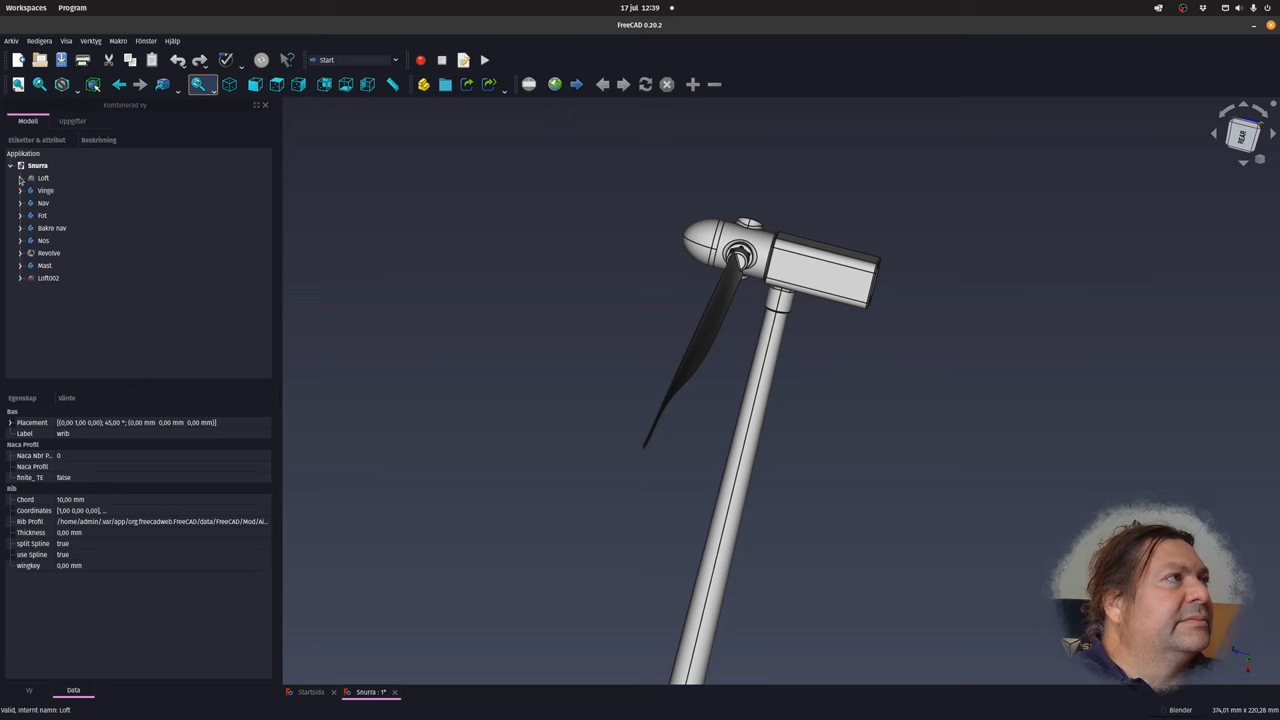 Workspaces Program 17 jul 12:39
FreeCAD 0.20.2
Arkiv Redigera Visa Verktyg Makro Fönster Hjälp
Start
Kombinerad vy
Modell Uppgifter
Etiketter & attribut Beskrivning
Applikation
Snurra
Loft
Vinge
Nav
Fot
Bakre nav
Nos
Revolve
Mast
Loft002
REAR
Egenskap Värde
Bas
Placement [(0,00 1,00 0,00); 45,00 °; (0,00 mm 0,00 mm 0,00 mm)]
Label wrib
Naca Profil
Naca Nbr P... 0
Naca Profil
finite_ TE false
Rib
Chord 10,00 mm
Coordinates [1,00 0,00 0,00], ...
Rib Profil /home/admin/.var/app/org.freecadweb.FreeCAD/data/FreeCAD/Mod/Ai...
Thickness 0,00 mm
split Spline true
use Spline true
wingkey 0,00 mm
Vy Data
Startsida Snurra : 1*
Valid, Internt namn: Loft Blender 374,01 mm x 220,28 mm